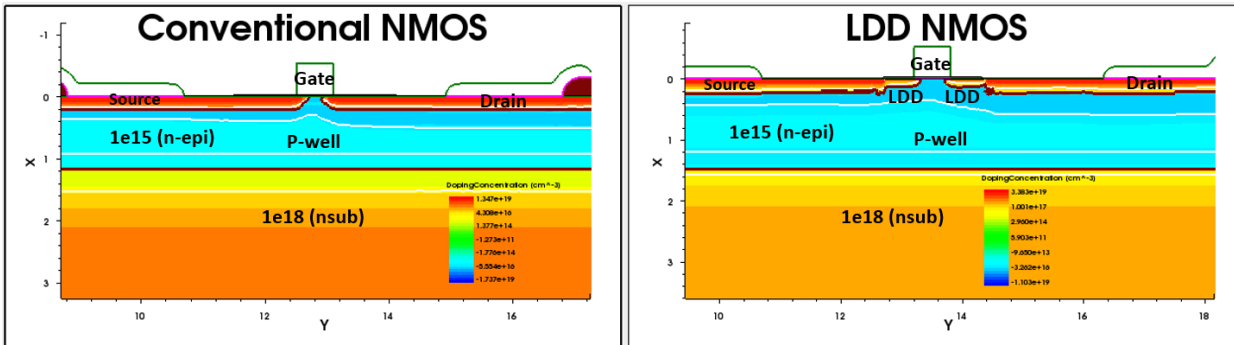 Conventional NMOS
-1
0
1
2
3
X
Gate
Source
Drain
1e15 (n-epi)
P-well
1e18 (nsub)
DopingConcentration (cm^-3)
1.347e+19
4.308e+16
1.377e+14
-1.273e+11
-1.776e+14
-5.554e+16
-1.737e+19
10
12
14
16
Y
LDD NMOS
0
1
2
3
X
Gate
Source
Drain
LDD
LDD
1e15 (n-epi)
P-well
1e18 (nsub)
DopingConcentration (cm^-3)
3.383e+19
1.001e+17
2.960e+14
5.903e+11
-9.650e+13
-3.262e+16
-1.103e+19
10
12
14
16
18
Y